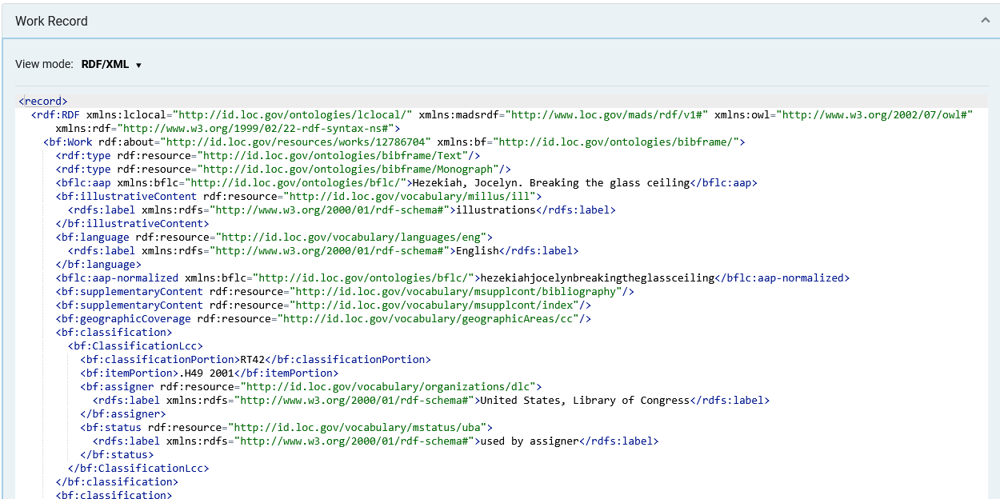 Work Record
View mode: RDF/XML ▼
<record>
<rdf:RDF xmlns:lclocal="http://id.loc.gov/ontologies/lclocal/" xmlns:madsrdf="http://www.loc.gov/mads/rdf/v1#" xmlns:owl="http://www.w3.org/2002/07/owl#"
xmlns:rdf="http://www.w3.org/1999/02/22-rdf-syntax-ns#">
<bf:Work rdf:about="http://id.loc.gov/resources/works/12786704" xmlns:bf="http://id.loc.gov/ontologies/bibframe/">
<rdf:type rdf:resource="http://id.loc.gov/ontologies/bibframe/Text"/>
<rdf:type rdf:resource="http://id.loc.gov/ontologies/bibframe/Monograph"/>
<bflc:aap xmlns:bflc="http://id.loc.gov/ontologies/bflc/">Hezekiah, Jocelyn. Breaking the glass ceiling</bflc:aap>
<bf:illustrativeContent rdf:resource="http://id.loc.gov/vocabulary/millus/ill">
<rdfs:label xmlns:rdfs="http://www.w3.org/2000/01/rdf-schema#">illustrations</rdfs:label>
</bf:illustrativeContent>
<bf:language rdf:resource="http://id.loc.gov/vocabulary/languages/eng">
<rdfs:label xmlns:rdfs="http://www.w3.org/2000/01/rdf-schema#">English</rdfs:label>
</bf:language>
<bflc:aap-normalized xmlns:bflc="http://id.loc.gov/ontologies/bflc/">hezekiahjocelynbreakingtheglassceiling</bflc:aap-normalized>
<bf:supplementaryContent rdf:resource="http://id.loc.gov/vocabulary/msupplcont/bibliography"/>
<bf:supplementaryContent rdf:resource="http://id.loc.gov/vocabulary/msupplcont/index"/>
<bf:geographicCoverage rdf:resource="http://id.loc.gov/vocabulary/geographicAreas/cc"/>
<bf:classification>
<bf:ClassificationLcc>
<bf:classificationPortion>RT42</bf:classificationPortion>
<bf:itemPortion>.H49 2001</bf:itemPortion>
<bf:assigner rdf:resource="http://id.loc.gov/vocabulary/organizations/dlc">
<rdfs:label xmlns:rdfs="http://www.w3.org/2000/01/rdf-schema#">United States, Library of Congress</rdfs:label>
</bf:assigner>
<bf:status rdf:resource="http://id.loc.gov/vocabulary/mstatus/uba">
<rdfs:label xmlns:rdfs="http://www.w3.org/2000/01/rdf-schema#">used by assigner</rdfs:label>
</bf:status>
</bf:ClassificationLcc>
</bf:classification>
<bf:classification>